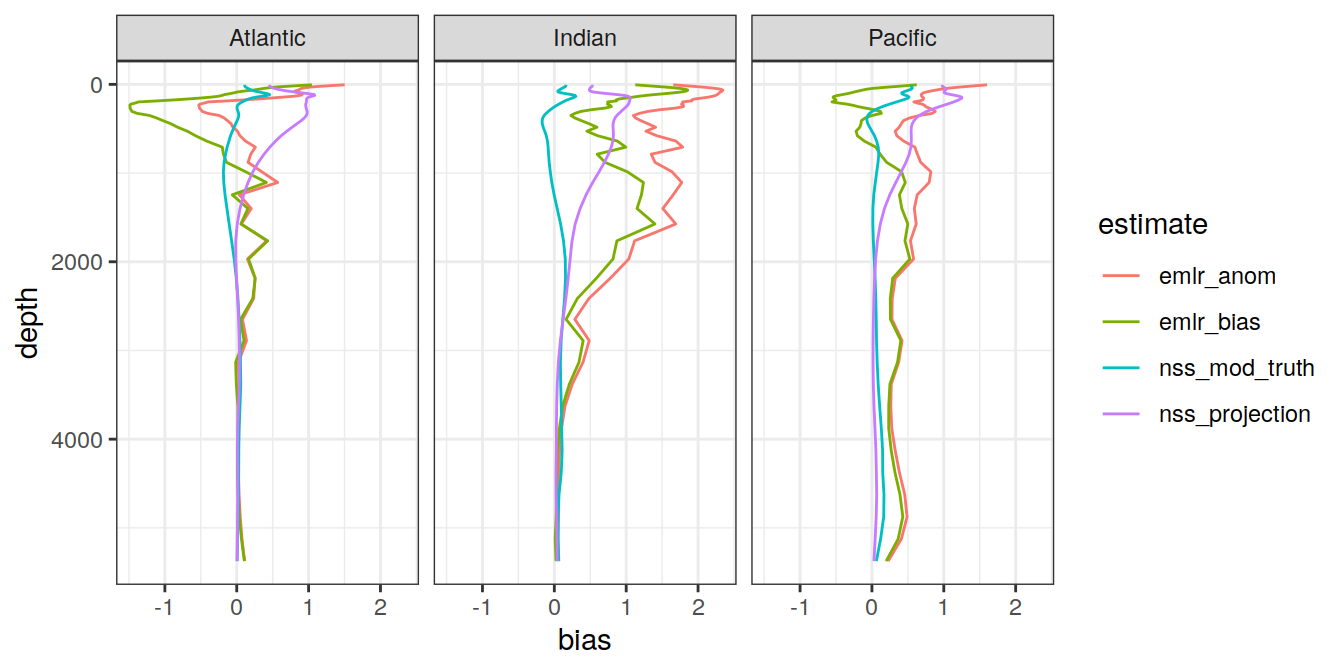 Atlantic Indian Pacific
0
2000
4000
depth
-1 0 1 2 -1 0 1 2 -1 0 1 2
bias
estimate
emlr_anom
emlr_bias
nss_mod_truth
nss_projection